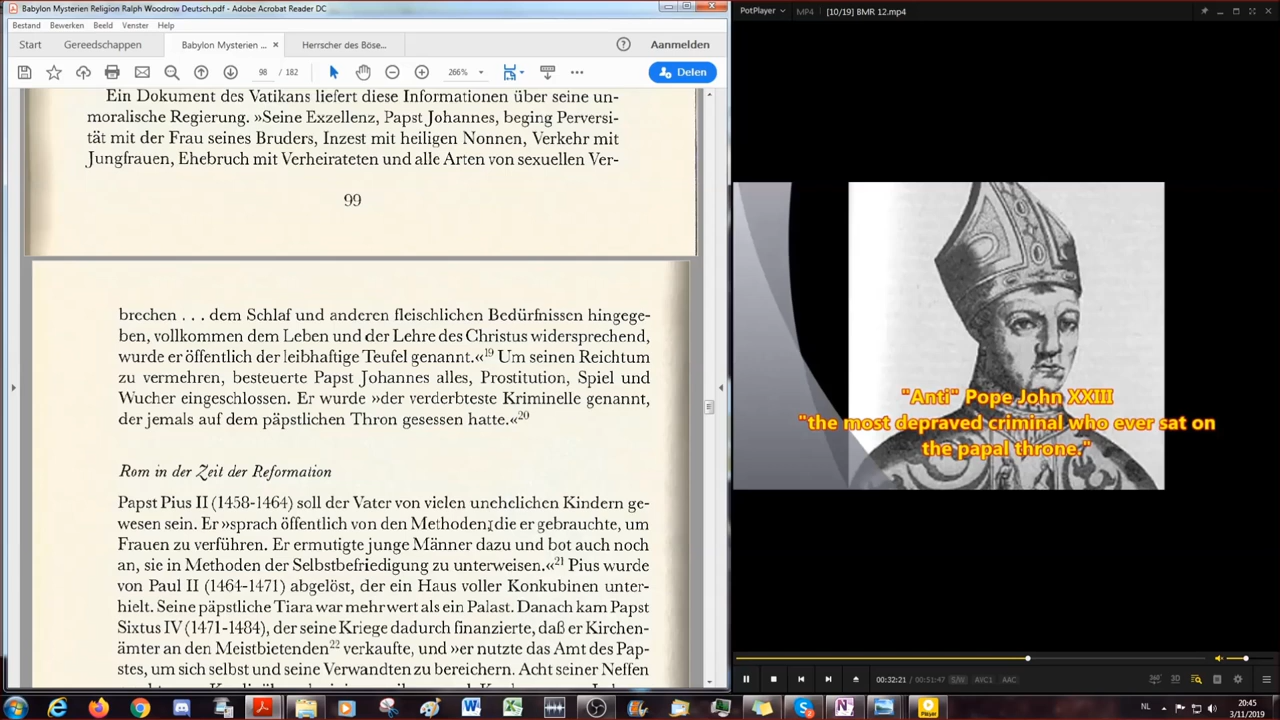 Babylon Mysterien Religion Ralph Woodrow Deutsch.pdf - Adobe Acrobat Reader DC
Bestand Bewerken Beeld Venster Help
Start Gereedschappen Babylon Mysterien ... × Herrscher des Böse... Aanmelden
98 / 182 266% Delen
Ein Dokument des Vatikans liefert diese Informationen über seine un-
moralische Regierung. »Seine Exzellenz, Papst Johannes, beging Perversi-
tät mit der Frau seines Bruders, Inzest mit heiligen Nonnen, Verkehr mit
Jungfrauen, Ehebruch mit Verheirateten und alle Arten von sexuellen Ver-
99
brechen . . . dem Schlaf und anderen fleischlichen Bedürfnissen hingege-
ben, vollkommen dem Leben und der Lehre des Christus widersprechend,
wurde er öffentlich der leibhaftige Teufel genannt.«19 Um seinen Reichtum
zu vermehren, besteuerte Papst Johannes alles, Prostitution, Spiel und
Wucher eingeschlossen. Er wurde »der verderbteste Kriminelle genannt,
der jemals auf dem päpstlichen Thron gesessen hatte.«20
Rom in der Zeit der Reformation
Papst Pius II (1458-1464) soll der Vater von vielen unehelichen Kindern ge-
wesen sein. Er »sprach öffentlich von den Methoden, die er gebrauchte, um
Frauen zu verführen. Er ermutigte junge Männer dazu und bot auch noch
an, sie in Methoden der Selbstbefriedigung zu unterweisen.«21 Pius wurde
von Paul II (1464-1471) abgelöst, der ein Haus voller Konkubinen unter-
hielt. Seine päpstliche Tiara war mehr wert als ein Palast. Danach kam Papst
Sixtus IV (1471-1484), der seine Kriege dadurch finanzierte, daß er Kirchen-
ämter an den Meistbietenden22 verkaufte, und »er nutzte das Amt des Pap-
stes, um sich selbst und seine Verwandten zu bereichern. Acht seiner Neffen
PotPlayer MP4 [10/19] BMR 12.mp4
"Anti" Pope John XXIII
"the most depraved criminal who ever sat on
the papal throne."
00:32:21 / 00:51:47 S/W AVC1 AAC
360° 3D
NL 20:45
3/11/2019